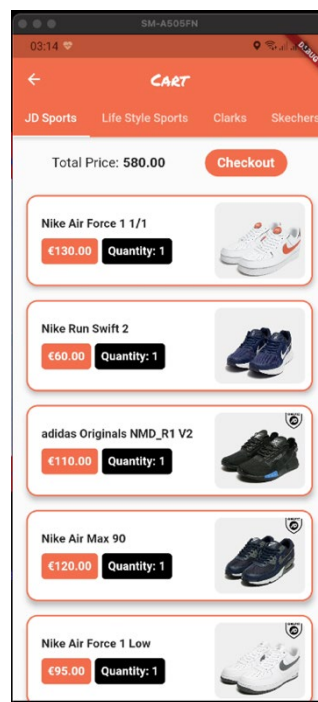 SM-A505FN
03:14
DEBUG
CART
JD Sports Life Style Sports Clarks Skechers
Total Price: 580.00 Checkout
Nike Air Force 1 1/1
€130.00 Quantity: 1
Nike Run Swift 2
€60.00 Quantity: 1
adidas Originals NMD_R1 V2
€110.00 Quantity: 1
Nike Air Max 90
€120.00 Quantity: 1
Nike Air Force 1 Low
€95.00 Quantity: 1